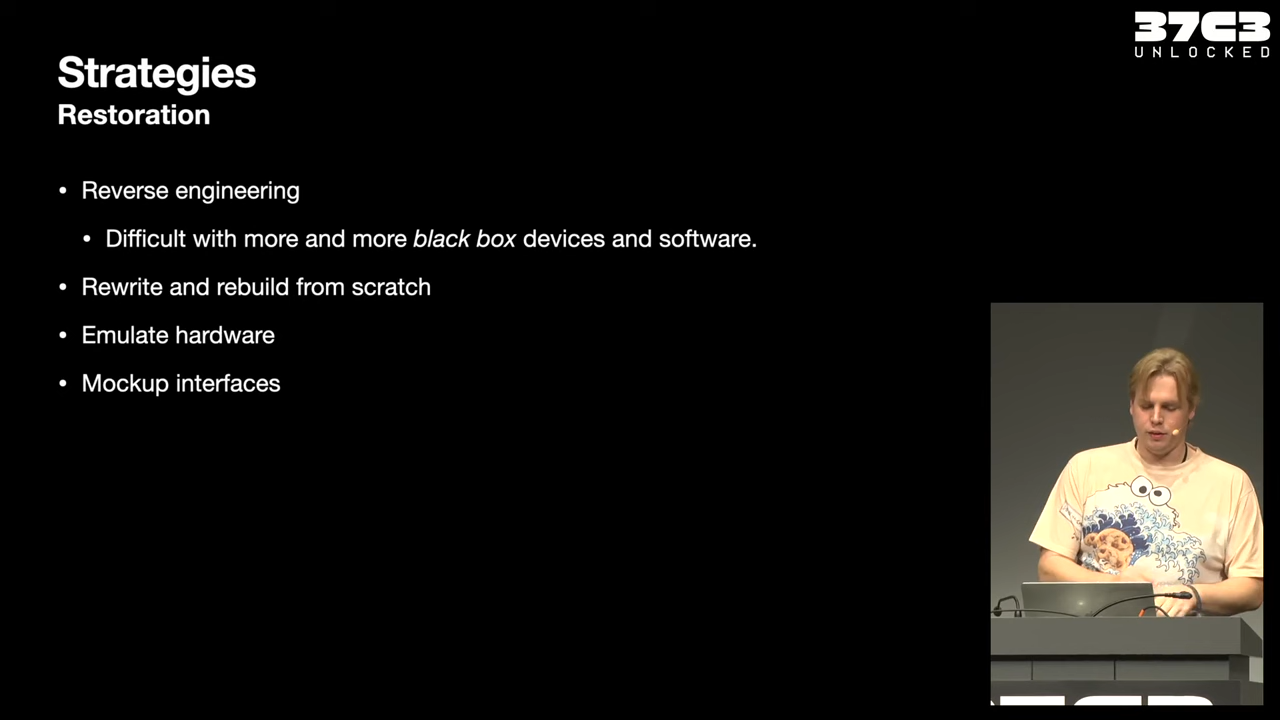 37C3
UNLOCKED
Strategies
Restoration
• Reverse engineering
• Difficult with more and more black box devices and software.
• Rewrite and rebuild from scratch
• Emulate hardware
• Mockup interfaces